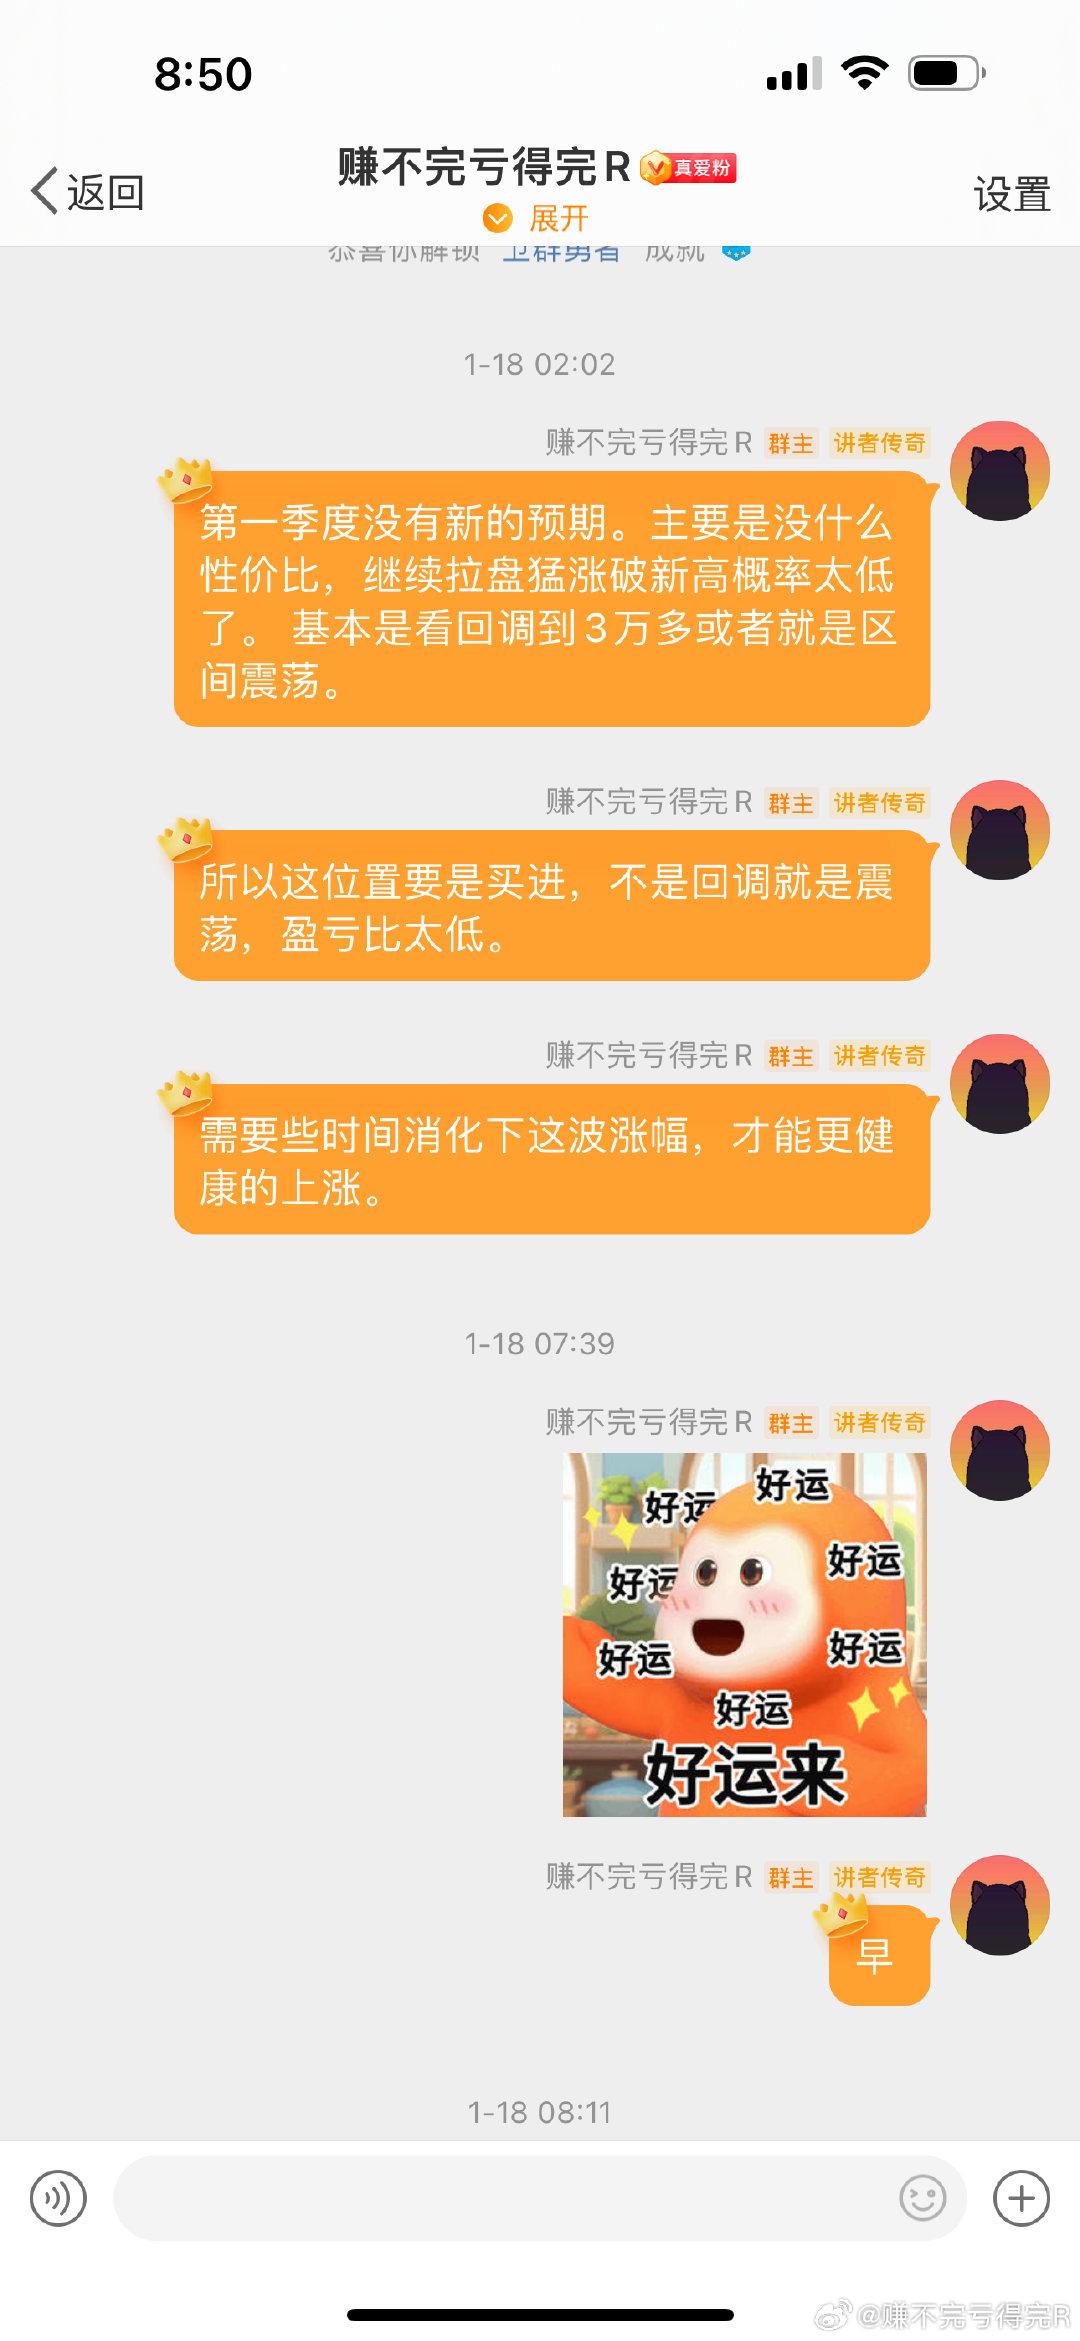 8:50
返回
赚不完亏得完R
真爱粉
展开
设置
恭喜你解锁 卫群勇者 成就
1-18 02:02
赚不完亏得完R 群主 讲者传奇
第一季度没有新的预期。主要是没什么
性价比，继续拉盘猛涨破新高概率太低
了。 基本是看回调到3万多或者就是区
间震荡。
赚不完亏得完R 群主 讲者传奇
所以这位置要是买进，不是回调就是震
荡，盈亏比太低。
赚不完亏得完R 群主 讲者传奇
需要些时间消化下这波涨幅，才能更健
康的上涨。
1-18 07:39
赚不完亏得完R 群主 讲者传奇
好运
好运
好运
好运
好运
好运
好运
好运来
赚不完亏得完R 群主 讲者传奇
早
1-18 08:11
@赚不完亏得完R